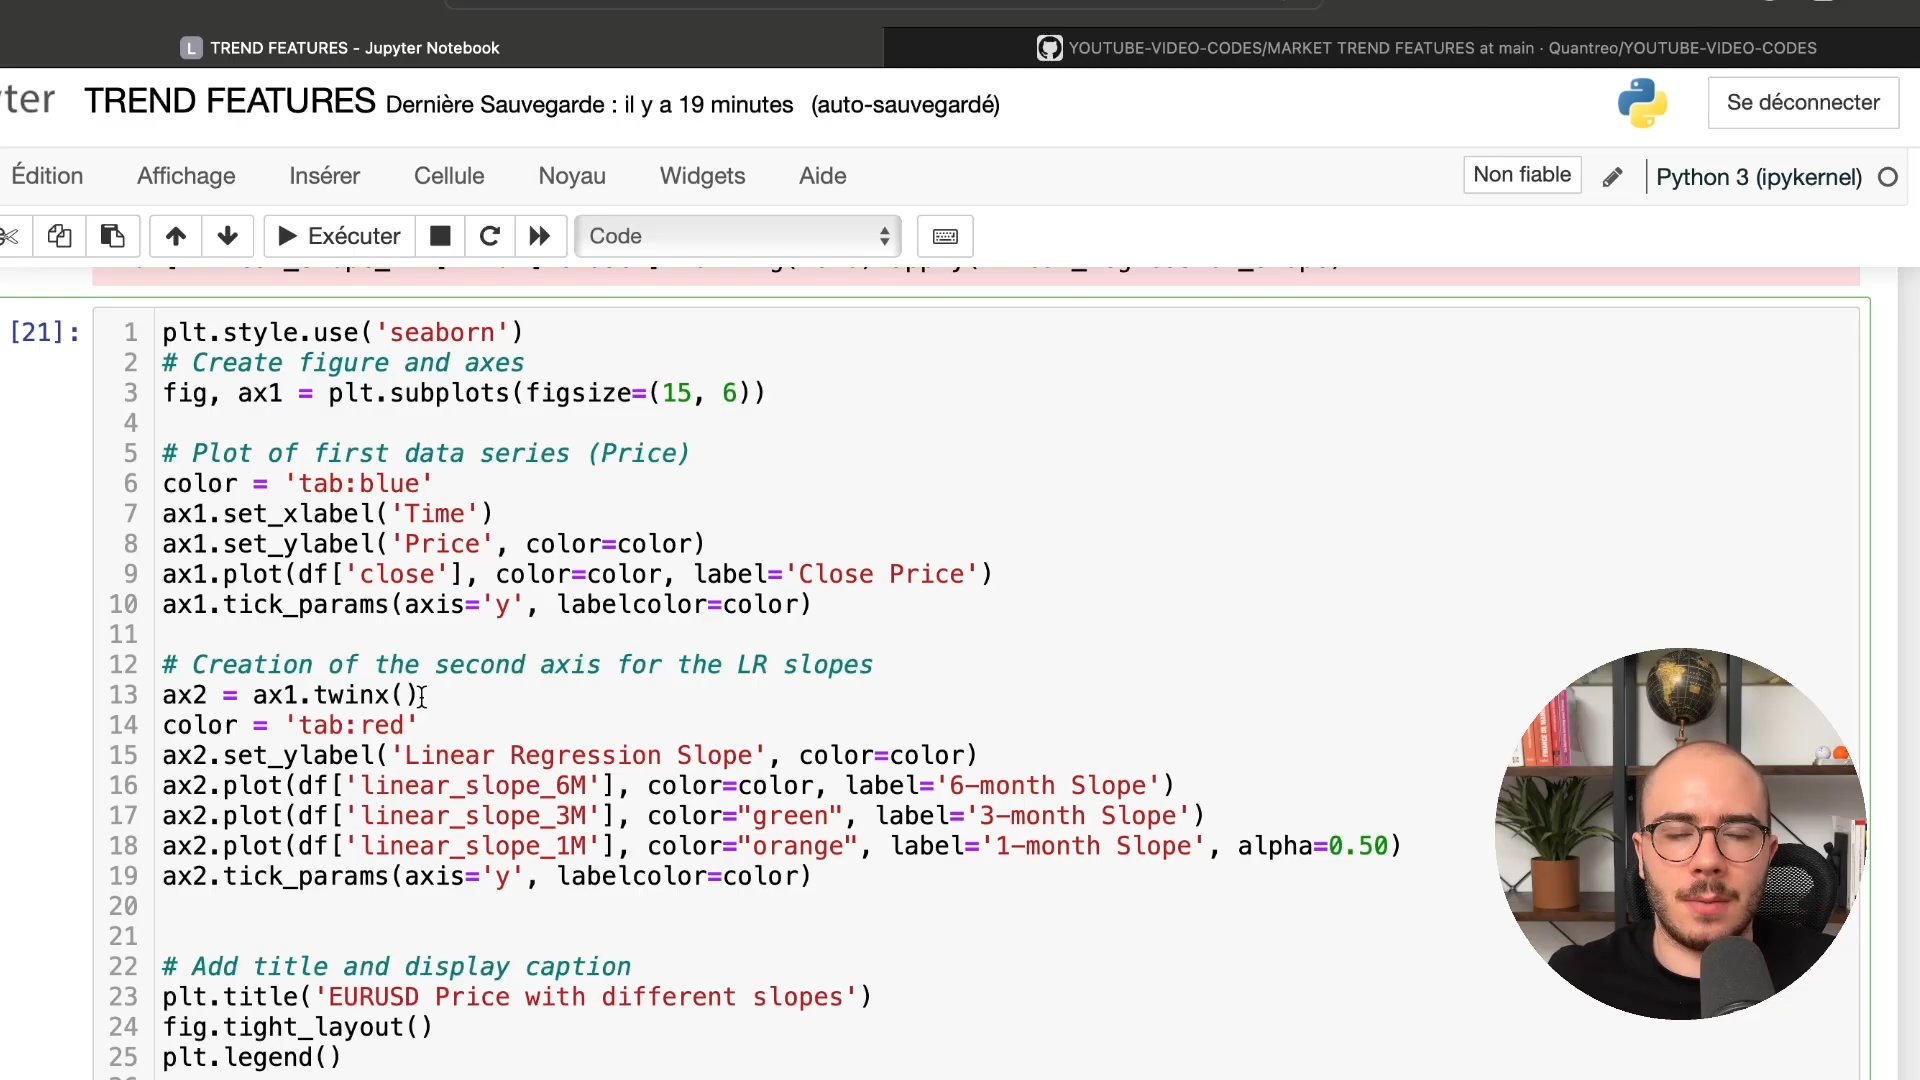 L TREND FEATURES - Jupyter Notebook
YOUTUBE-VIDEO-CODES/MARKET TREND FEATURES at main · Quantreo/YOUTUBE-VIDEO-CODES
ter TREND FEATURES Dernière Sauvegarde : il y a 19 minutes (auto-sauvegardé)
Se déconnecter
Édition Affichage Insérer Cellule Noyau Widgets Aide
Non fiable Python 3 (ipykernel)
Exécuter Code
[21]:
1 plt.style.use('seaborn')
2 # Create figure and axes
3 fig, ax1 = plt.subplots(figsize=(15, 6))
4
5 # Plot of first data series (Price)
6 color = 'tab:blue'
7 ax1.set_xlabel('Time')
8 ax1.set_ylabel('Price', color=color)
9 ax1.plot(df['close'], color=color, label='Close Price')
10 ax1.tick_params(axis='y', labelcolor=color)
11
12 # Creation of the second axis for the LR slopes
13 ax2 = ax1.twinx()
14 color = 'tab:red'
15 ax2.set_ylabel('Linear Regression Slope', color=color)
16 ax2.plot(df['linear_slope_6M'], color=color, label='6-month Slope')
17 ax2.plot(df['linear_slope_3M'], color="green", label='3-month Slope')
18 ax2.plot(df['linear_slope_1M'], color="orange", label='1-month Slope', alpha=0.50)
19 ax2.tick_params(axis='y', labelcolor=color)
20
21
22 # Add title and display caption
23 plt.title('EURUSD Price with different slopes')
24 fig.tight_layout()
25 plt.legend()